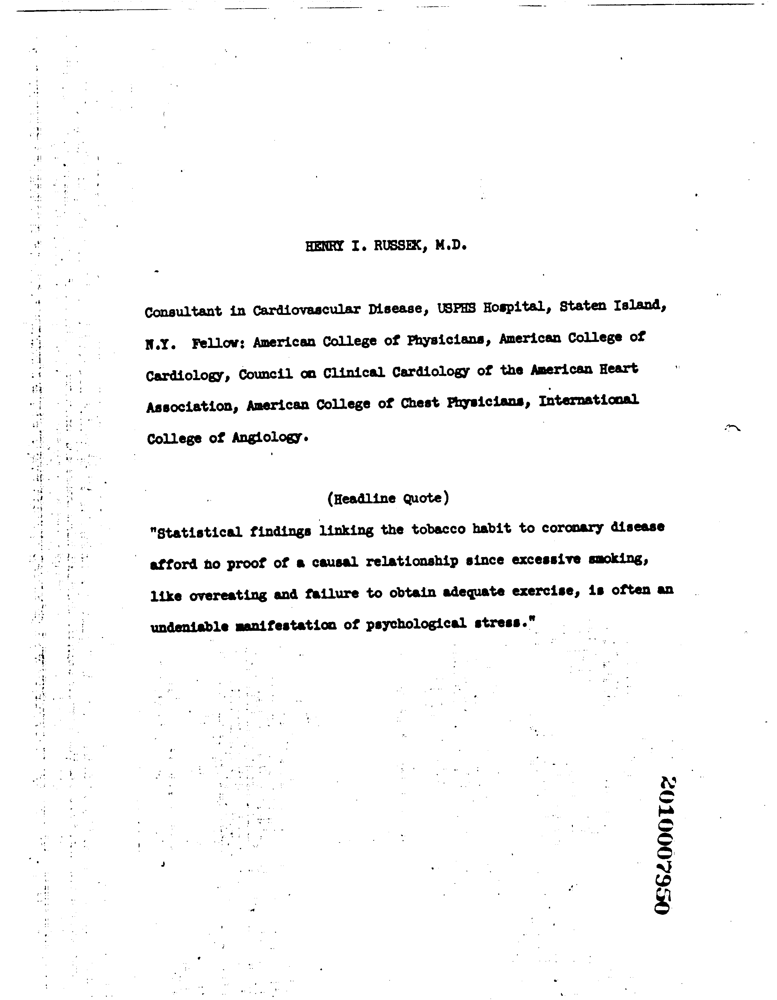 HENRY I. RUSSEK, M.D.
Consultant in Cardiovascular Disease, USPHS Hospital, Staten Island,
N.Y. Fellow: American College of Physicians, American College of
Cardiology, Council on Clinical Cardiology of the American Heart
Association, American College of Chest Physicians, International
College of Angiology.
(Headline Quote)
"Statistical findings linking the tobacco habit to coronary disease
afford no proof of a causal relationship since excessive smoking,
like overeating and failure to obtain adequate exercise, is often an
undeniable manifestation of psychological stress."
2010007950